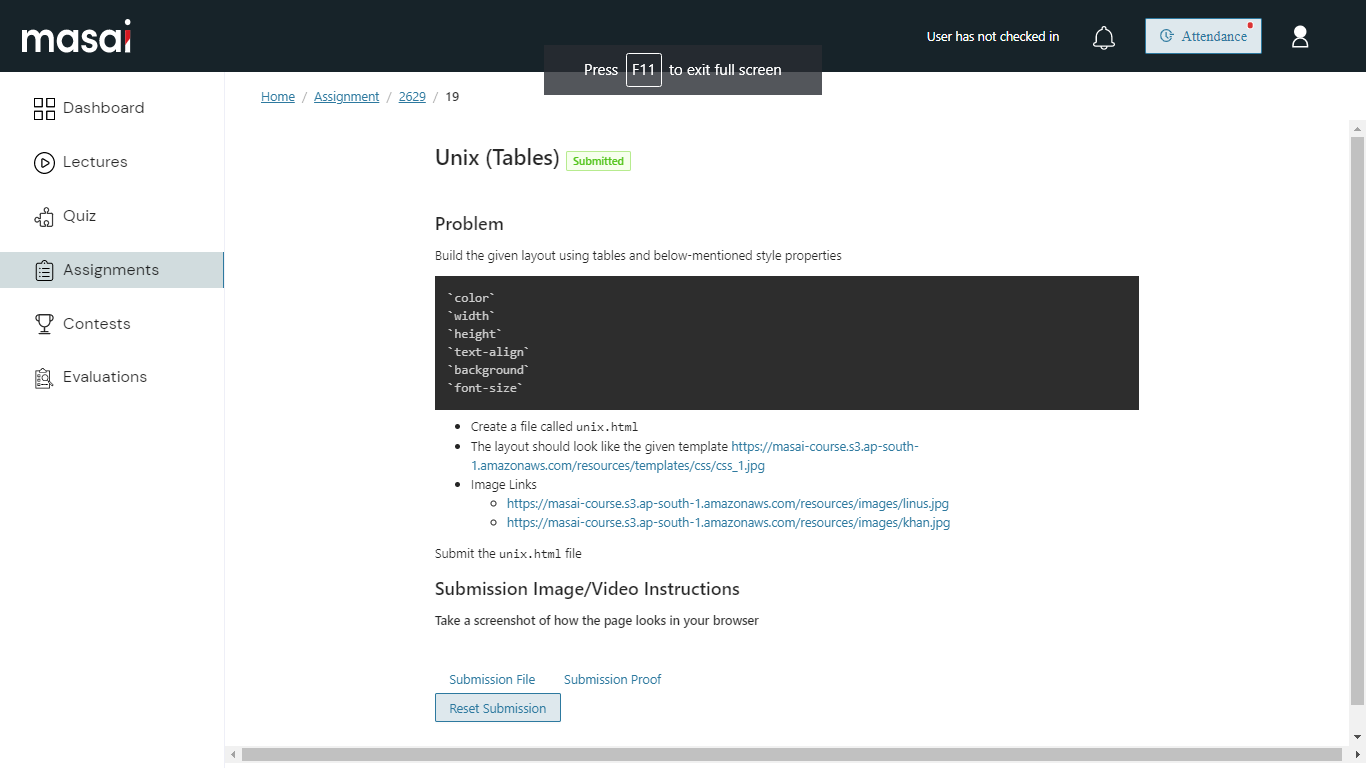 masai
User has not checked in
Attendance
Press F11 to exit full screen
Dashboard
Lectures
Quiz
Assignments
Contests
Evaluations
Home / Assignment / 2629 / 19
Unix (Tables) Submitted
Problem
Build the given layout using tables and below-mentioned style properties
`color`
`width`
`height`
`text-align`
`background`
`font-size`
• Create a file called unix.html
• The layout should look like the given template https://masai-course.s3.ap-south-
1.amazonaws.com/resources/templates/css/css_1.jpg
• Image Links
https://masai-course.s3.ap-south-1.amazonaws.com/resources/images/linus.jpg
https://masai-course.s3.ap-south-1.amazonaws.com/resources/images/khan.jpg
Submit the unix.html file
Submission Image/Video Instructions
Take a screenshot of how the page looks in your browser
Submission File Submission Proof
Reset Submission